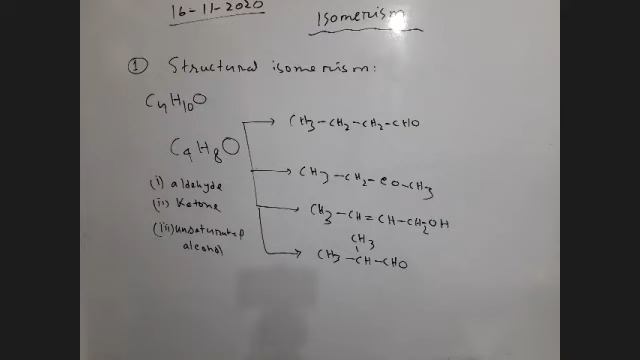 16-11-2020
Isomerism
① Structural isomerism:
C4H10O
C4H8O
CH3-CH2-CH2-CHO
CH3-CH2-CO-CH3
CH3-CH=CH-CH2OH
CH3
CH3-CH-CHO
(i) aldehyde
(ii) Ketone
(iii) unsaturated
alcohol